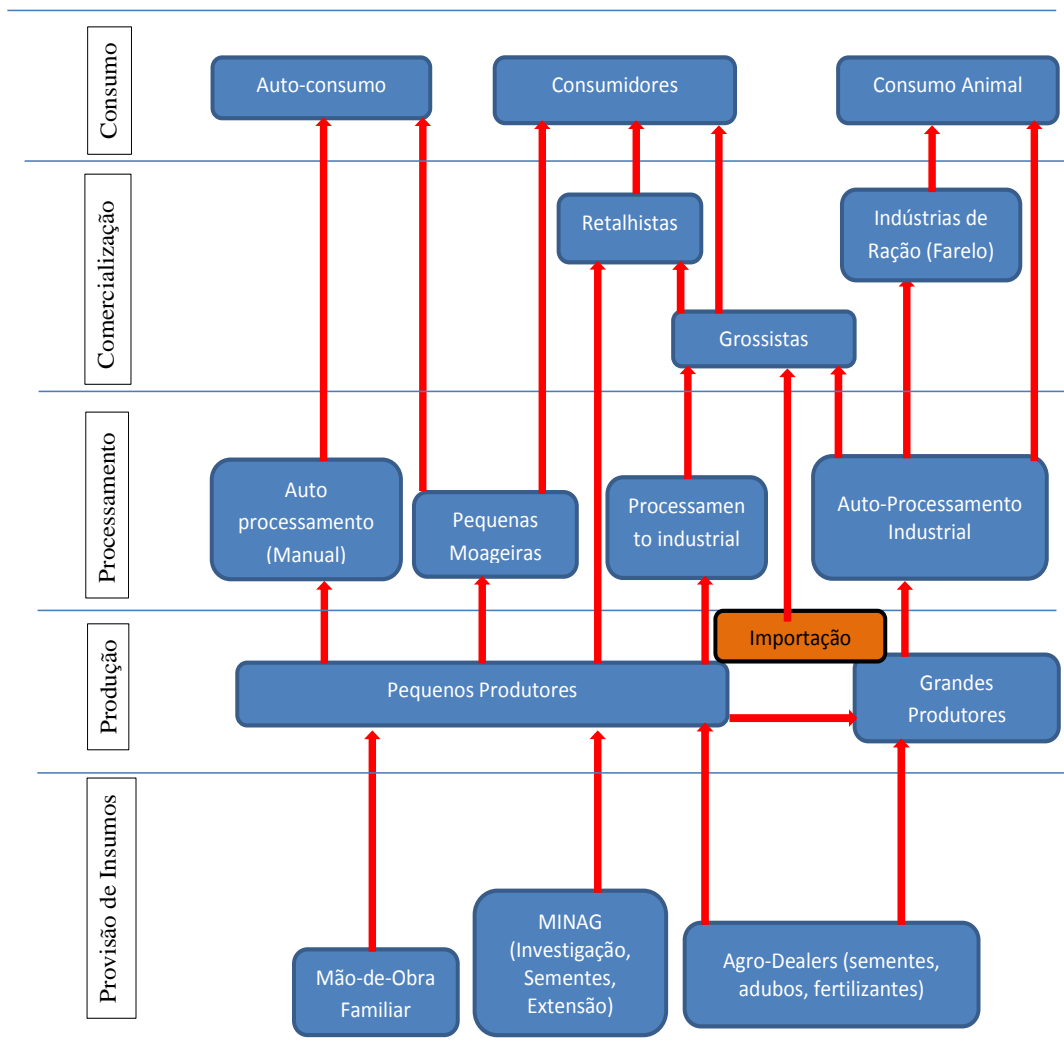 Consumo
Auto-consumo
Consumidores
Consumo Animal
Comercialização
Retalhistas
Indústrias de
Ração (Farelo)
Grossistas
Processamento
Auto
processamento
(Manual)
Pequenas
Moageiras
Processamen
to industrial
Auto-Processamento
Industrial
Produção
Importação
Pequenos Produtores
Grandes
Produtores
Provisão de Insumos
Mão-de-Obra
Familiar
MINAG
(Investigação,
Sementes,
Extensão)
Agro-Dealers (sementes,
adubos, fertilizantes)